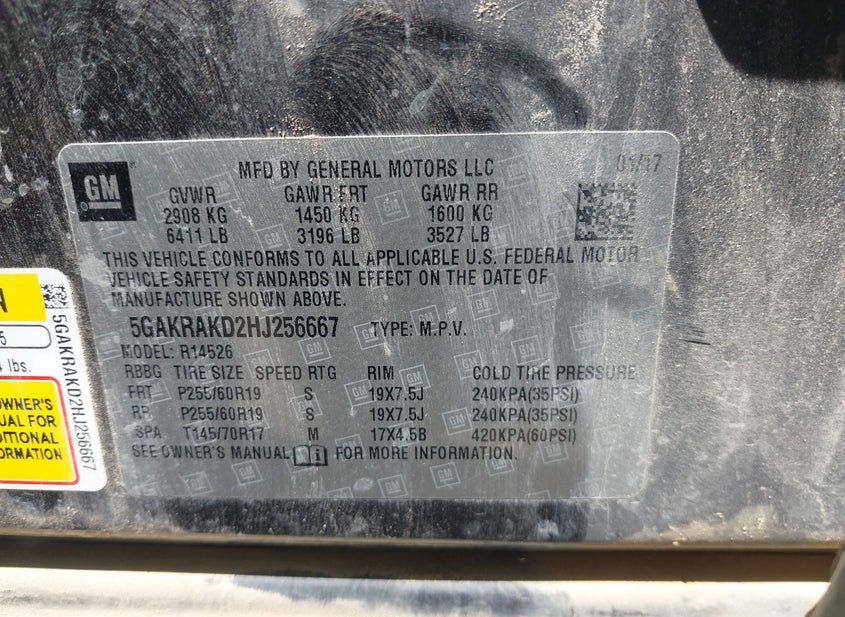 GM
MFD BY GENERAL MOTORS LLC 01/17
GVWR GAWR FRT GAWR RR
2908 KG 1450 KG 1600 KG
6411 LB 3196 LB 3527 LB
THIS VEHICLE CONFORMS TO ALL APPLICABLE U.S. FEDERAL MOTOR
VEHICLE SAFETY STANDARDS IN EFFECT ON THE DATE OF
MANUFACTURE SHOWN ABOVE.
5GAKRAKD2HJ256667 TYPE: M.P.V.
MODEL: R14526
RBBG TIRE SIZE SPEED RTG RIM COLD TIRE PRESSURE
FRT P255/60R19 S 19X7.5J 240KPA(35PSI)
RR P255/60R19 S 19X7.5J 240KPA(35PSI)
SPA T145/70R17 M 17X4.5B 420KPA(60PSI)
SEE OWNER'S MANUAL FOR MORE INFORMATION.
lbs.
OWNER'S
FOR
5GAKRAKD2HJ256667